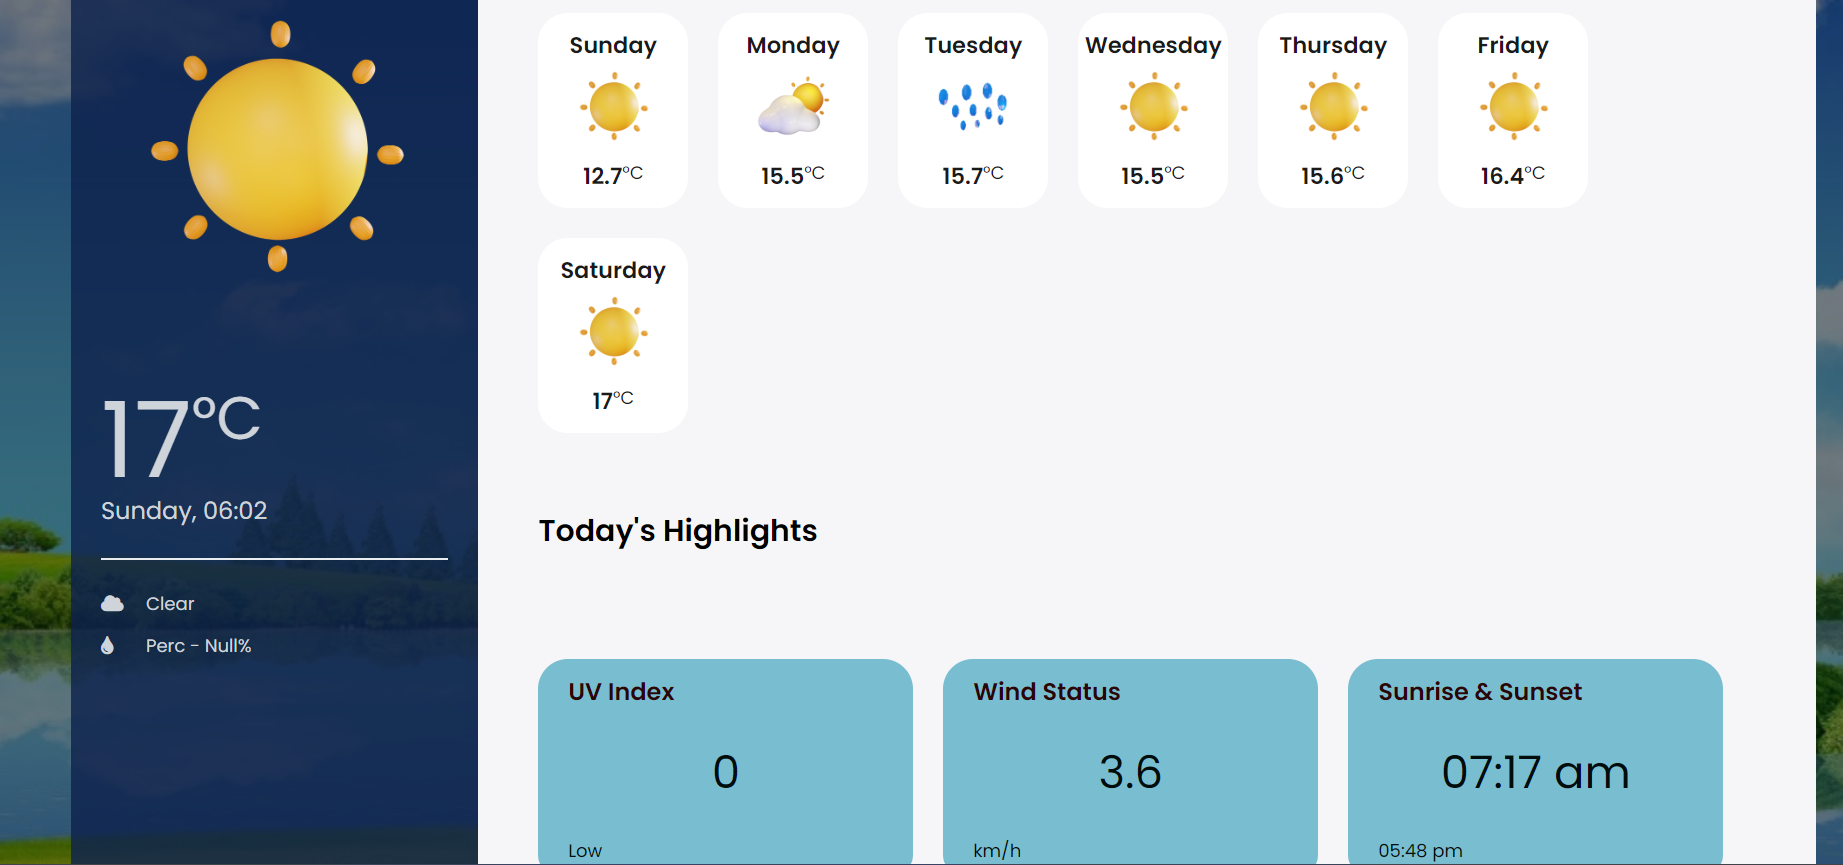 17°C
Sunday, 06:02
Clear
Perc - Null%
Sunday
12.7°C
Monday
15.5°C
Tuesday
15.7°C
Wednesday
15.5°C
Thursday
15.6°C
Friday
16.4°C
Saturday
17°C
Today's Highlights
UV Index
0
Low
Wind Status
3.6
km/h
Sunrise & Sunset
07:17 am
05:48 pm